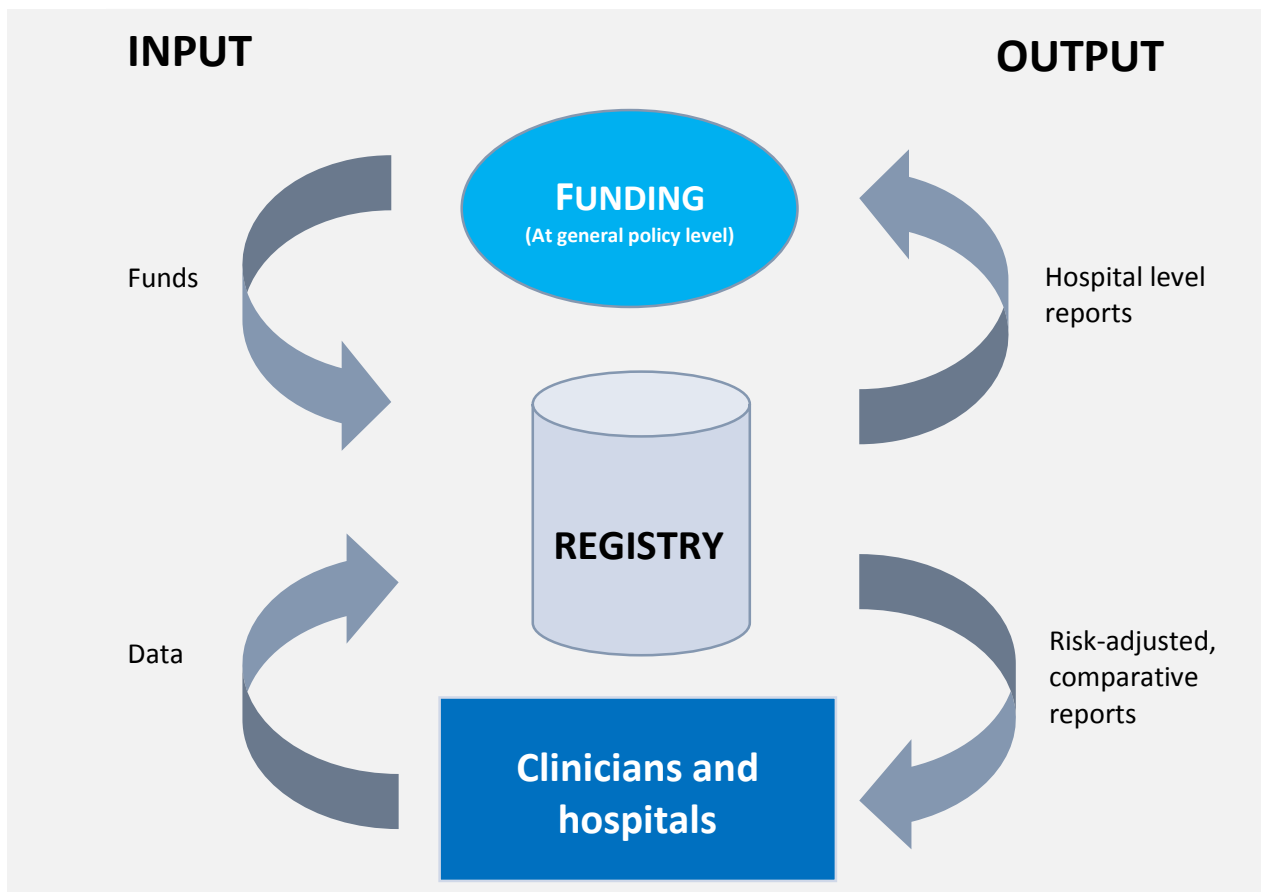 INPUT
OUTPUT
FUNDING
(At general policy level)
Funds
Hospital level
reports
REGISTRY
Data
Risk-adjusted,
comparative
reports
Clinicians and
hospitals